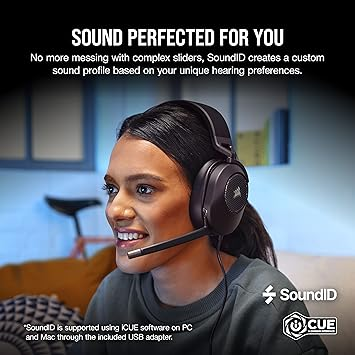 SOUND PERFECTED FOR YOU
No more messing with complex sliders, SoundID creates a custom
sound profile based on your unique hearing preferences.
SoundID
iCUE
*SoundID is supported using iCUE software on PC
and Mac through the included USB adapter.